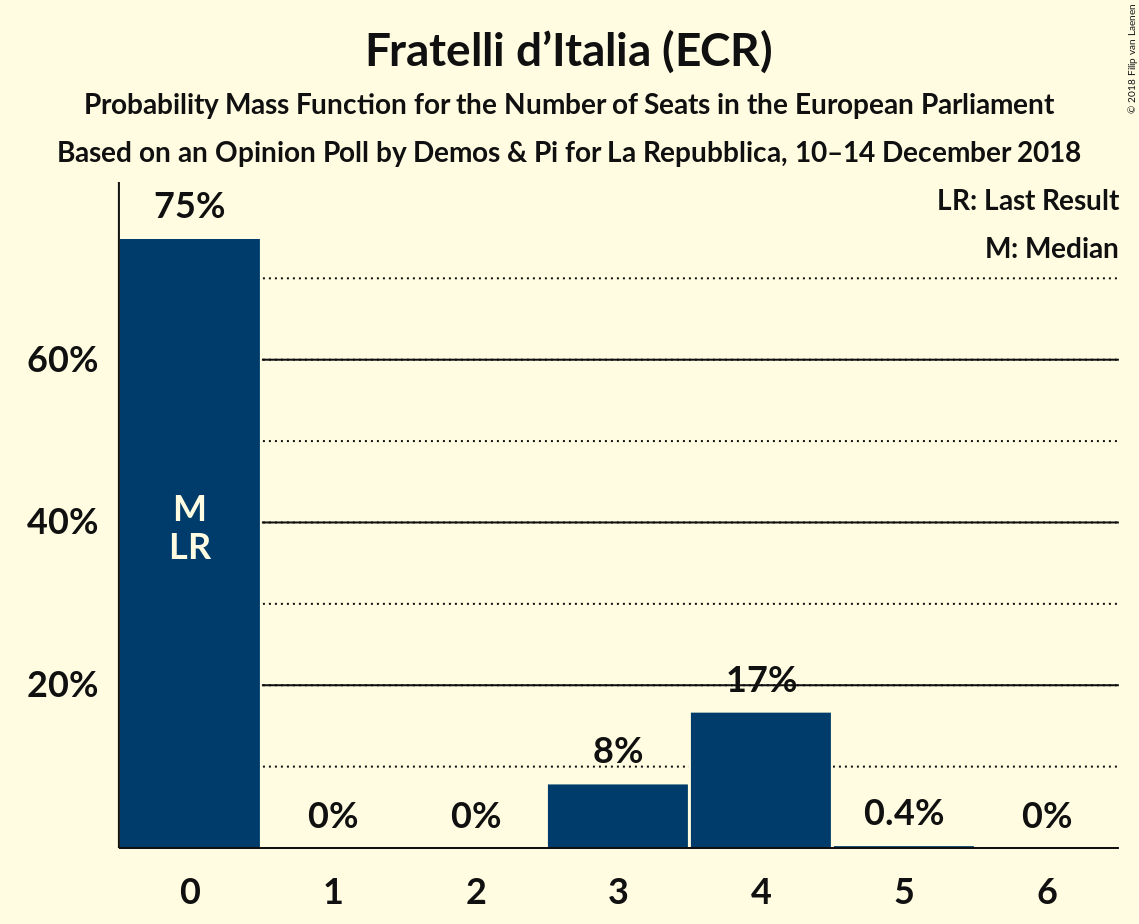 Fratelli d’Italia (ECR)
Probability Mass Function for the Number of Seats in the European Parliament
Based on an Opinion Poll by Demos & Pi for La Repubblica, 10–14 December 2018
© 2018 Filip van Laenen
LR: Last Result
M: Median
75%
60%
40%
20%
M
LR
0%
0%
8%
17%
0.4%
0%
0
1
2
3
4
5
6